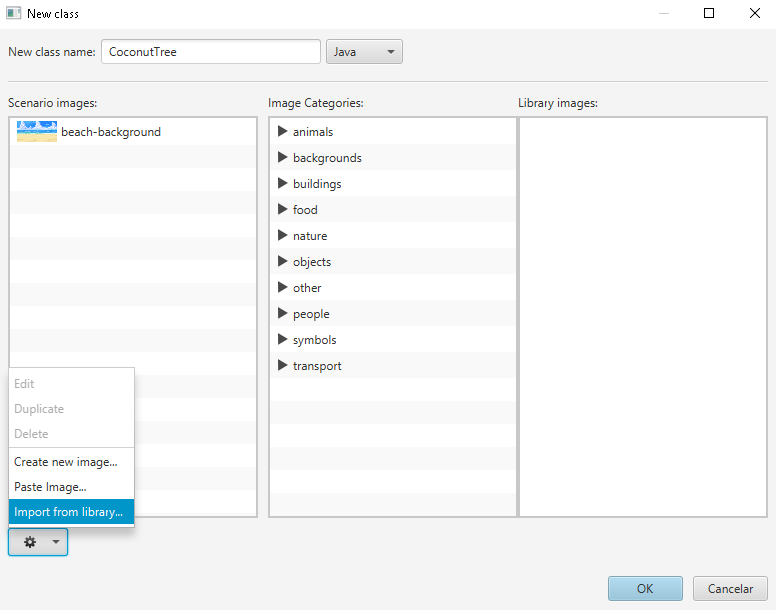 New class
New class name: CoconutTree Java
Scenario images:
beach-background
Image Categories:
animals
backgrounds
buildings
food
nature
objects
other
people
symbols
transport
Library images:
Edit
Duplicate
Delete
Create new image...
Paste Image...
Import from library...
OK
Cancelar